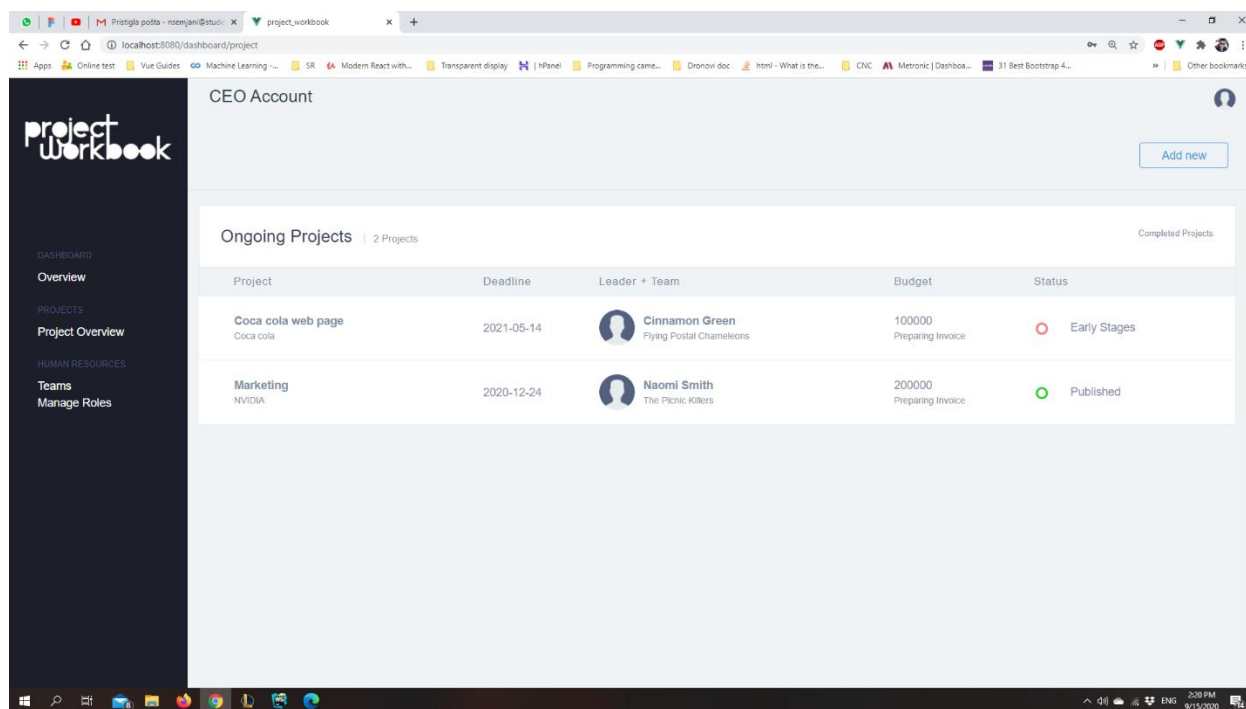 Pristigla pošta - nsemjani@stude
project_workbook
localhost:8080/dashboard/project
Apps Online test Vue Guides Machine Learning -... SR Modern React with... Transparent display | hPanel Programming came... Dronovi doc html - What is the... CNC Metronic | Dashboa... 31 Best Bootstrap 4... » Other bookmarks
CEO Account
project
workbook
Add new
Ongoing Projects | 2 Projects
Completed Projects
DASHBOARD
Overview
PROJECTS
Project Overview
HUMAN RESOURCES
Teams
Manage Roles
Project Deadline Leader + Team Budget Status
Coca cola web page
Coca cola
2021-05-14
Cinnamon Green
Flying Postal Chameleons
100000
Preparing Invoice
Early Stages
Marketing
NVIDIA
2020-12-24
Naomi Smith
The Picnic Killers
200000
Preparing Invoice
Published
ENG
2:20 PM
9/15/2020